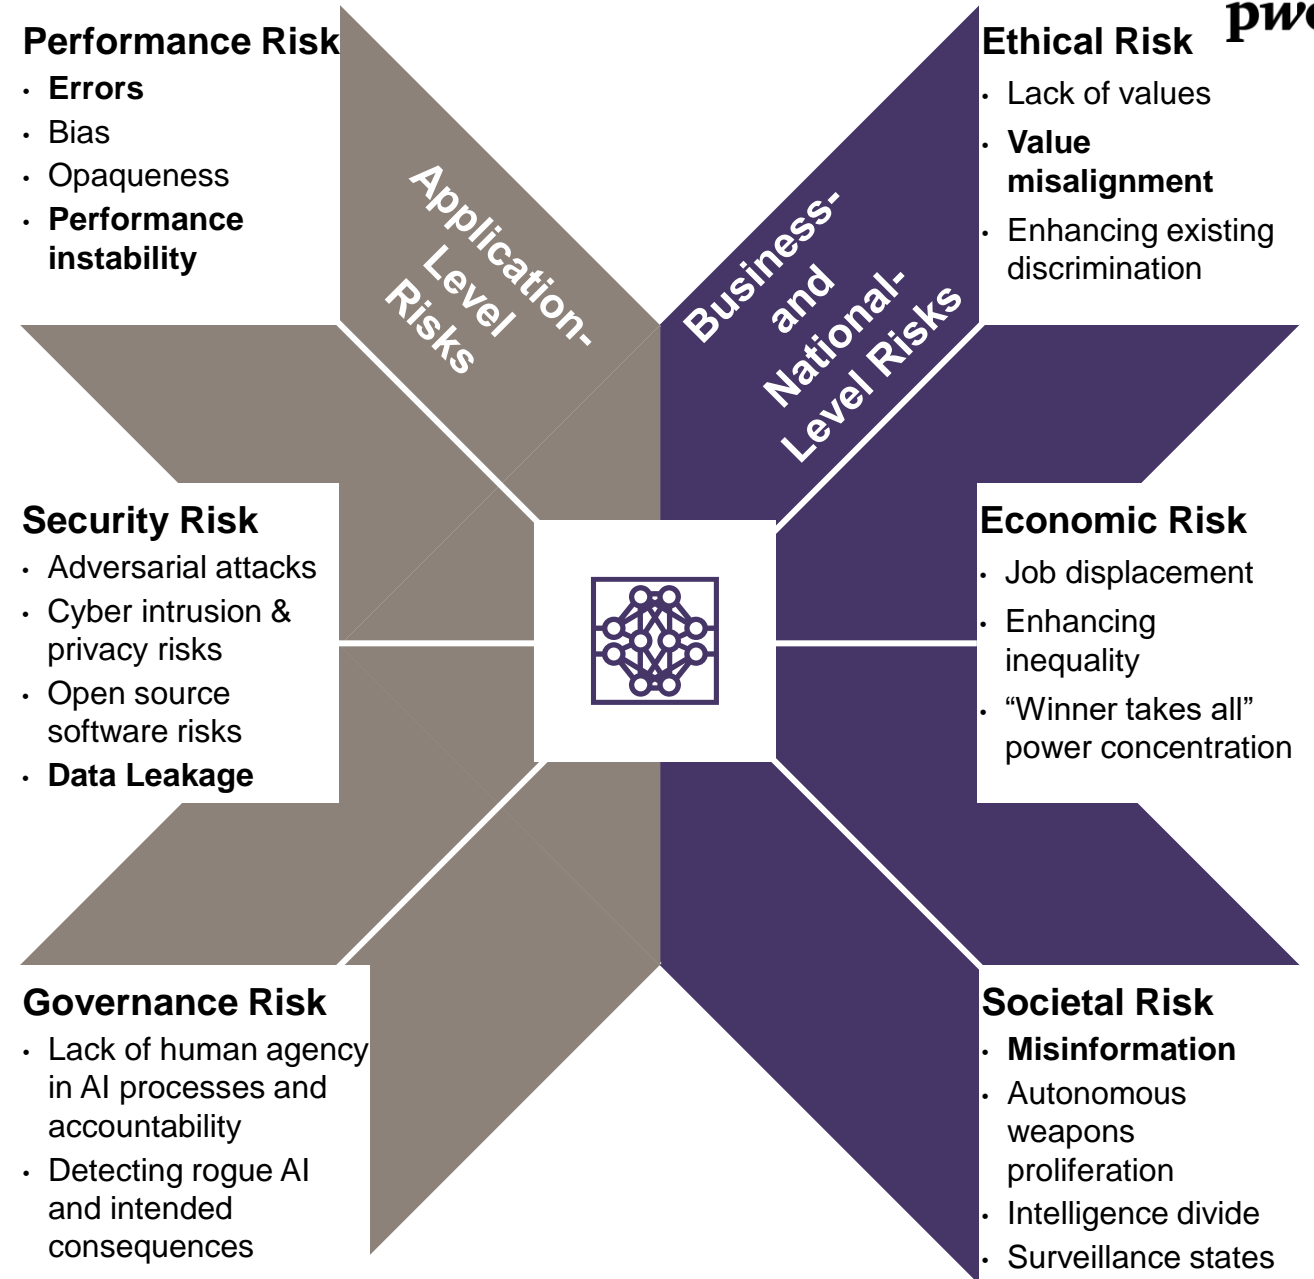 Performance Risk
• Errors
• Bias
• Opaqueness
• Performance
instability
Application-
Level
Risks
Security Risk
• Adversarial attacks
• Cyber intrusion &
privacy risks
• Open source
software risks
• Data Leakage
Governance Risk
• Lack of human agency
in AI processes and
accountability
• Detecting rogue AI
and intended
consequences
pwc
Business-
and
National-
Level Risks
Ethical Risk
• Lack of values
• Value
misalignment
• Enhancing existing
discrimination
Economic Risk
• Job displacement
• Enhancing
inequality
• “Winner takes all”
power concentration
Societal Risk
• Misinformation
• Autonomous
weapons
proliferation
• Intelligence divide
• Surveillance states